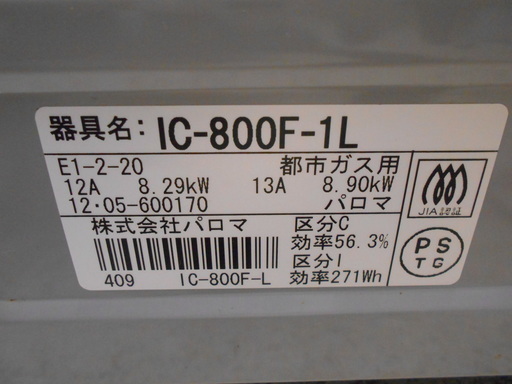 器具名: IC-800F-1L
E1-2-20 都市ガス用
12A 8.29kW 13A 8.90kW
12・05-600170 パロマ
JIA認証
株式会社パロマ 区分C
効率56.3%
区分I
効率271Wh
409 IC-800F-L
PS
TG